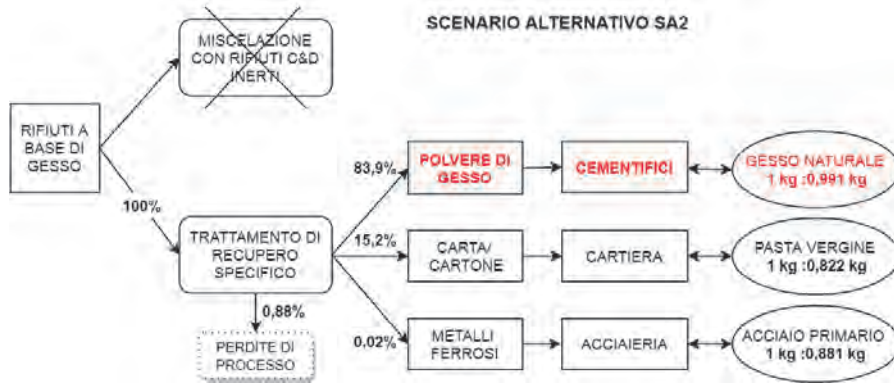 SCENARIO ALTERNATIVO SA2
MISCELAZIONE
CON RIFIUTI C&D
INERTI
RIFIUTI A
BASE DI
GESSO
100%
TRATTAMENTO DI
RECUPERO
SPECIFICO
0,88%
PERDITE DI
PROCESSO
83,9%
POLVERE DI
GESSO
CEMENTIFICI
GESSO NATURALE
1 kg :0,991 kg
15,2%
CARTA/
CARTONE
CARTIERA
PASTA VERGINE
1 kg :0,822 kg
0,02%
METALLI
FERROSI
ACCIAIERIA
ACCIAIO PRIMARIO
1 kg :0,881 kg